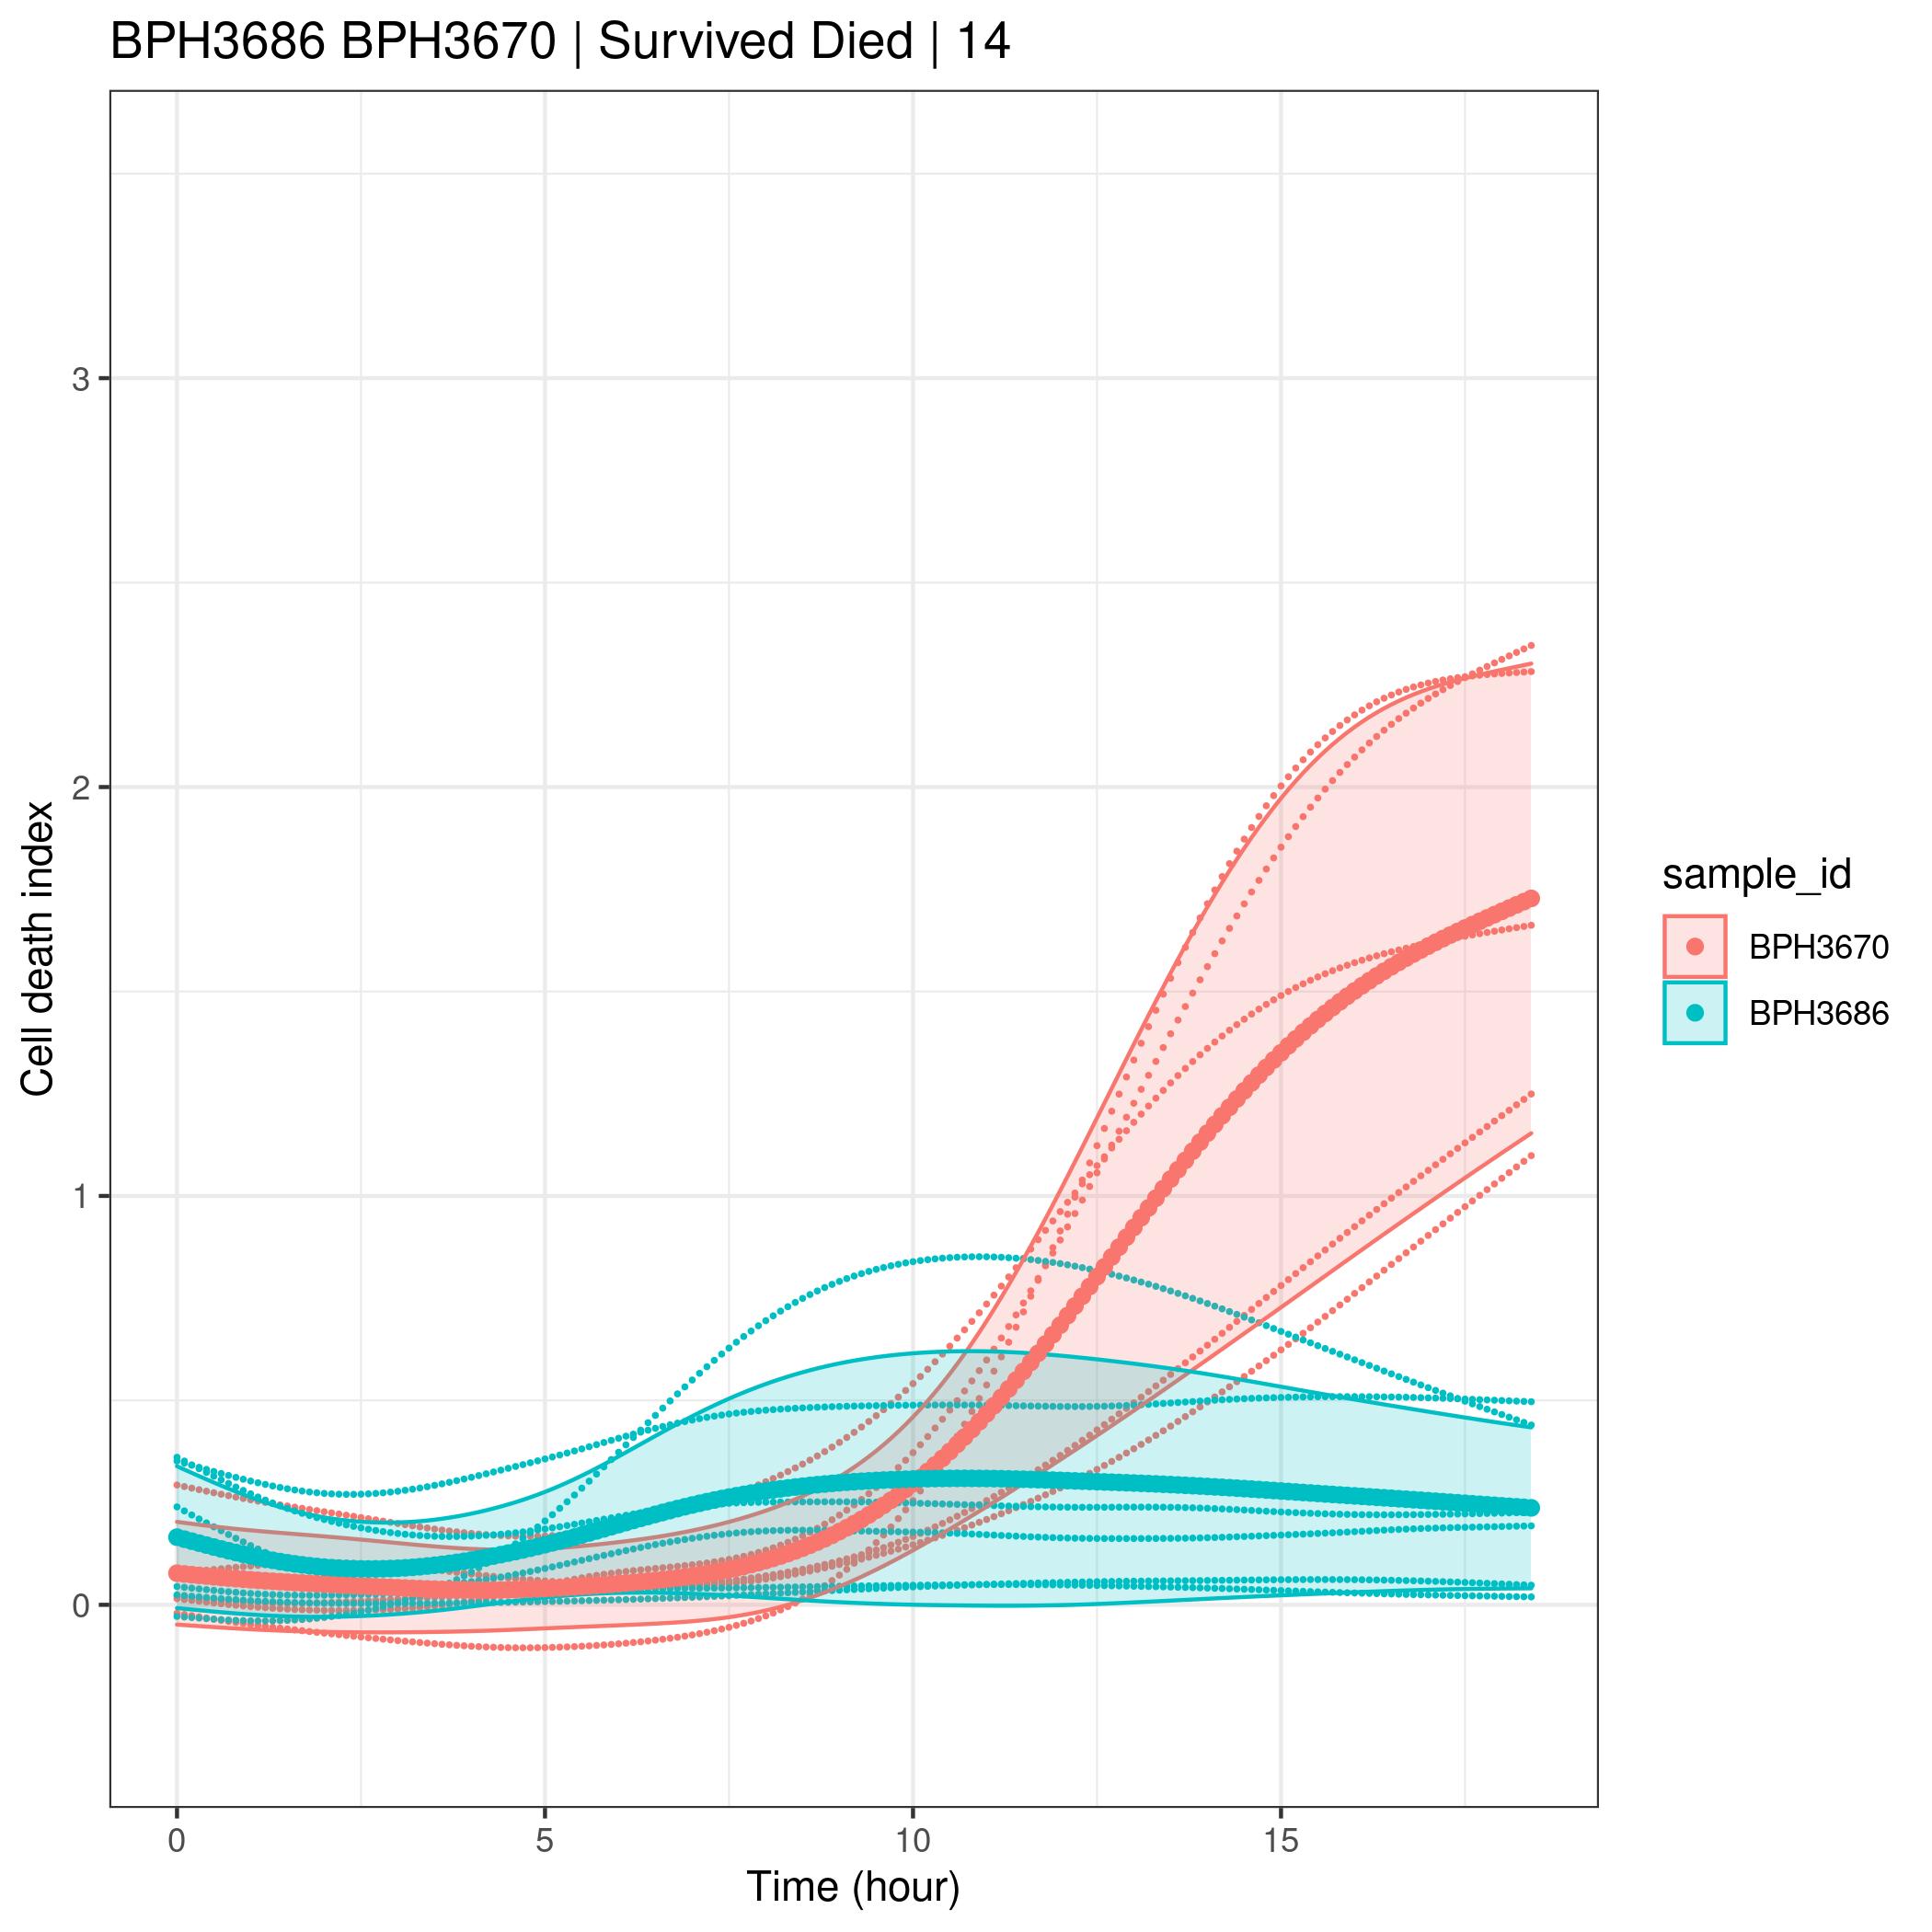 BPH3686 BPH3670 | Survived Died | 14
3
2
1
0
Cell death index
0 5 10 15
Time (hour)
sample_id
BPH3670
BPH3686